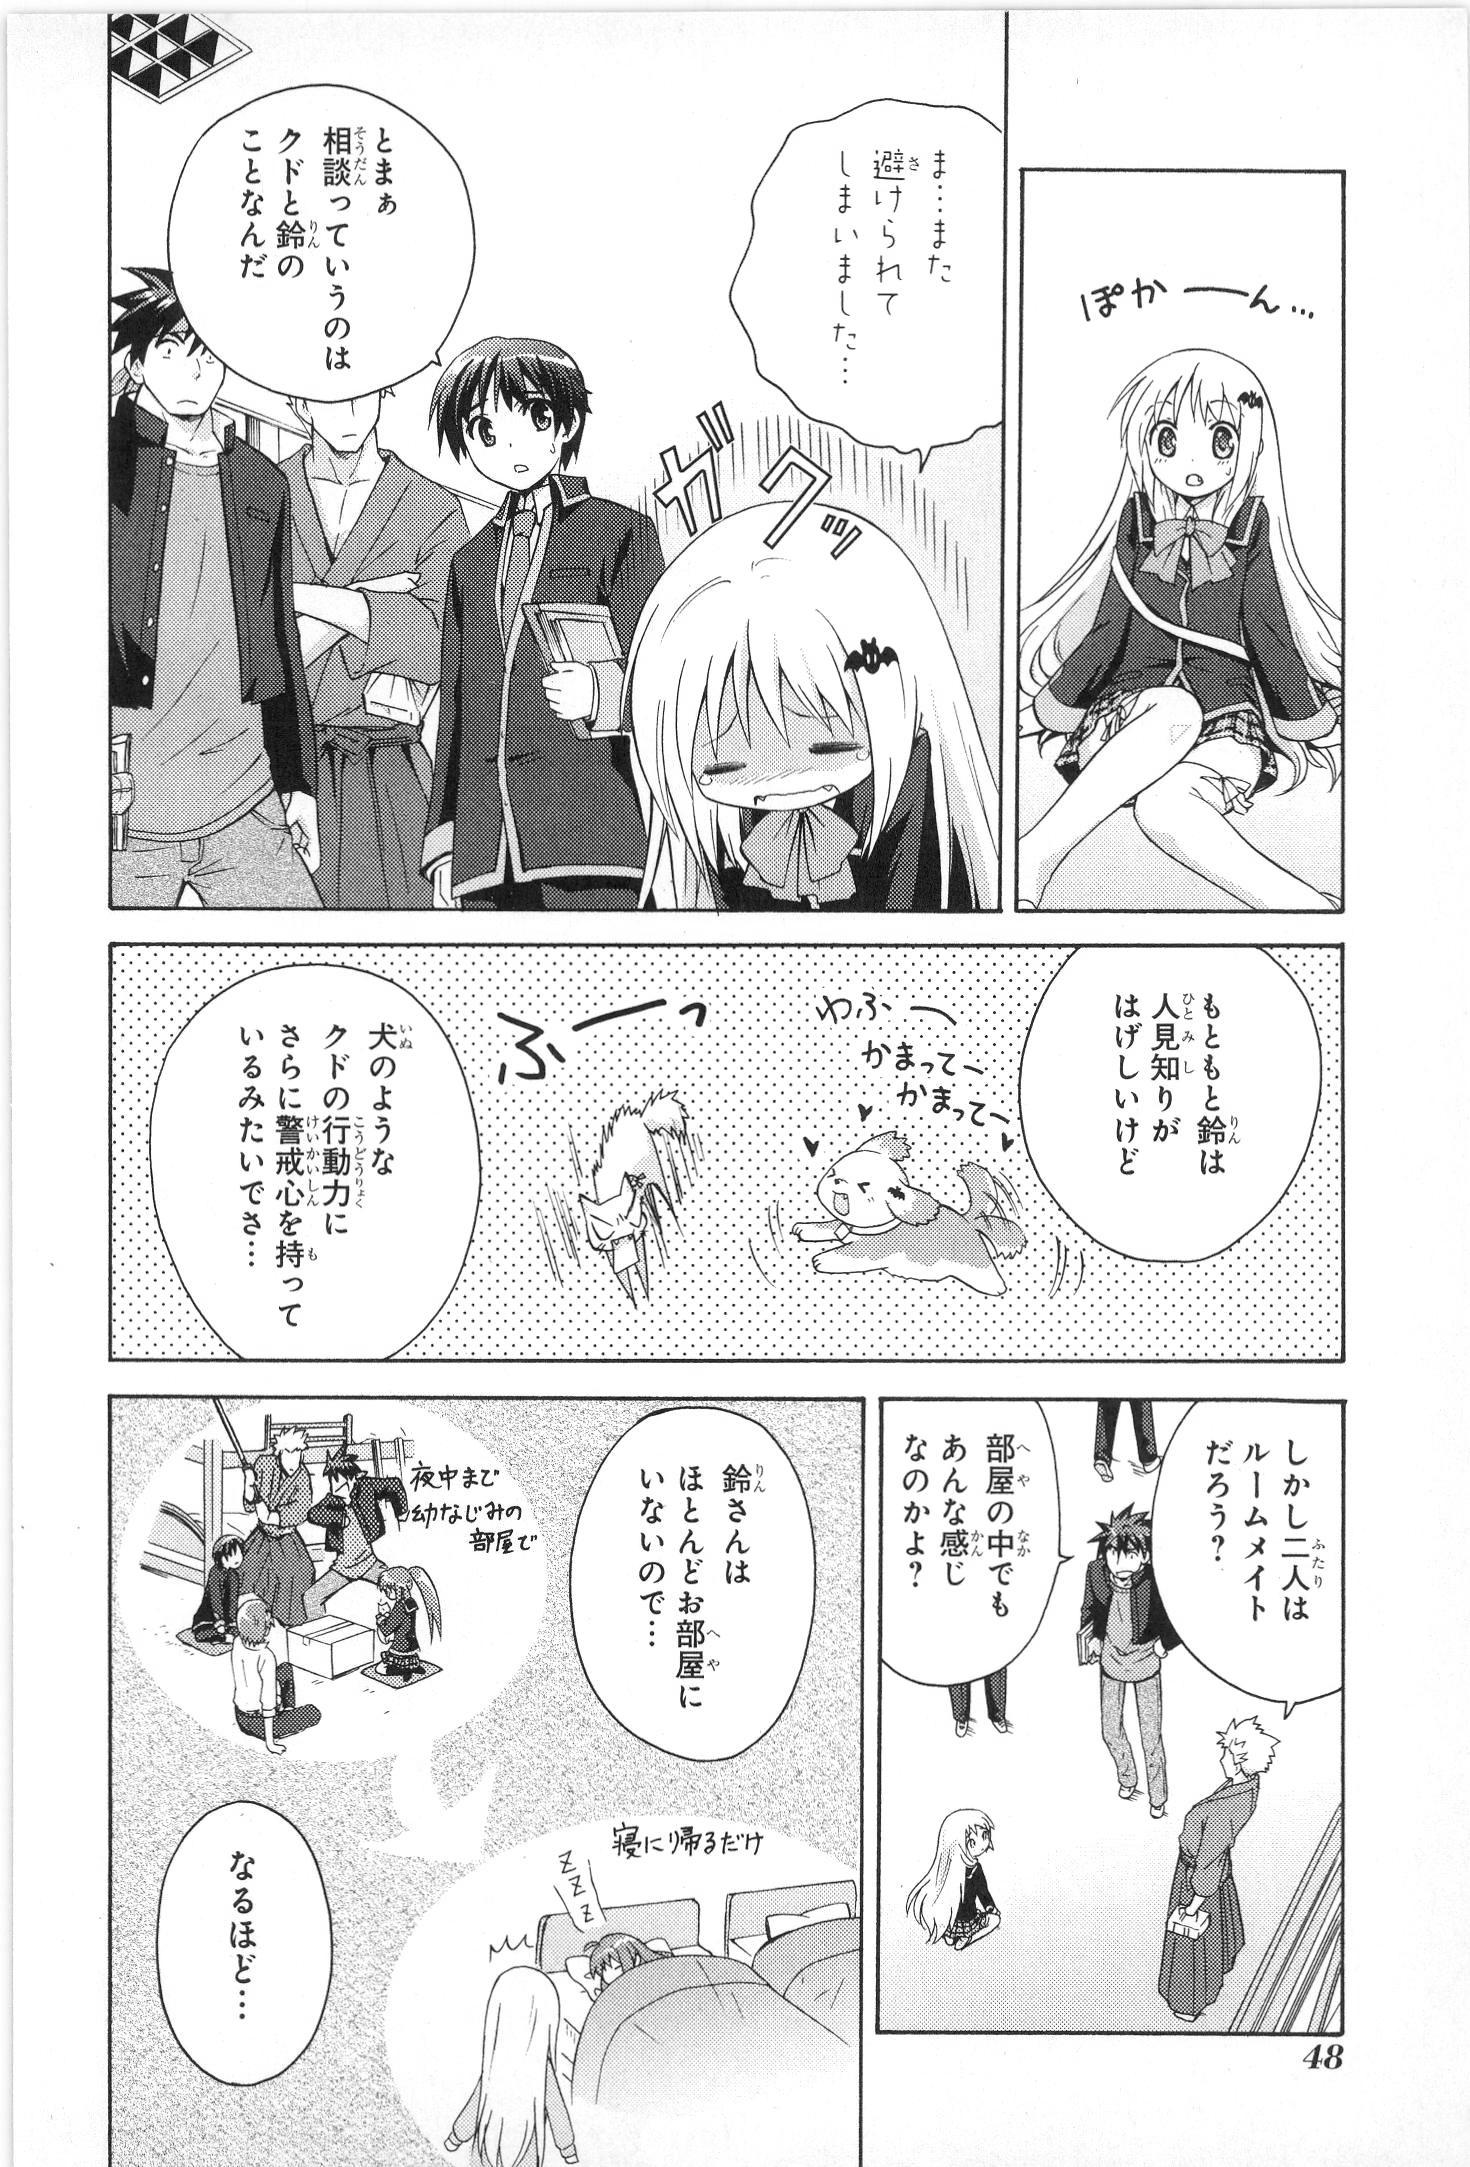 ぽかーーん…
ま…また
避けられて
しまいました…
ガクッ
とまぁ
相談っていうのは
クドと鈴の
ことなんだ
もともと鈴は
人見知りが
はげしいけど
わふー
かまってー
かまってー
ふーーっ
犬のような
クドの行動力に
さらに警戒心を持って
いるみたいでさ…
しかし二人は
ルームメイト
だろう?
部屋の中でも
あんな感じ
なのかよ?
鈴さんは
ほとんどお部屋に
いないので…
夜中まで
幼なじみの
部屋で
寝に帰るだけ
ZZZ
なるほど…
48